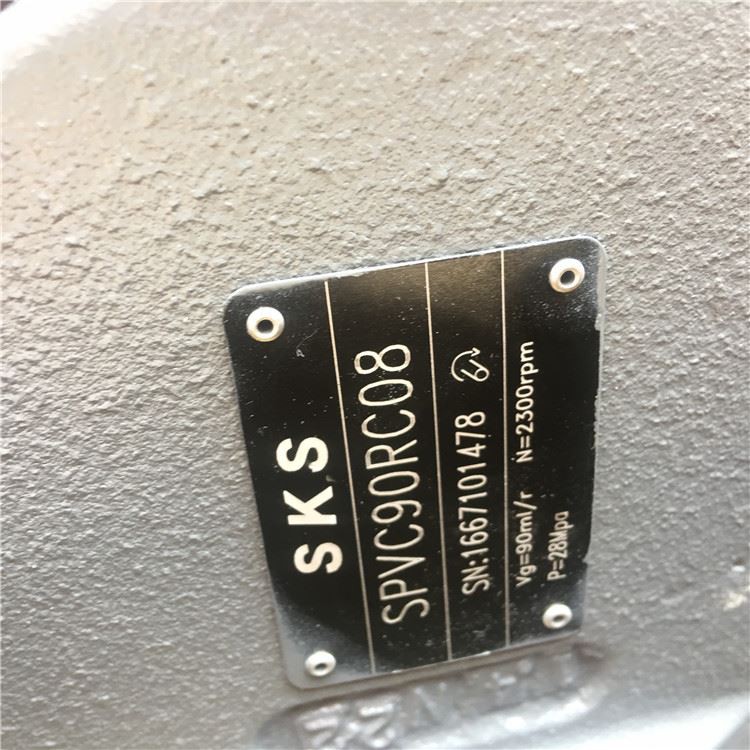 SKS
SPVC90RC08
SN:1667101478
Vg=90ml/r N=2300rpm
P=28Mpa